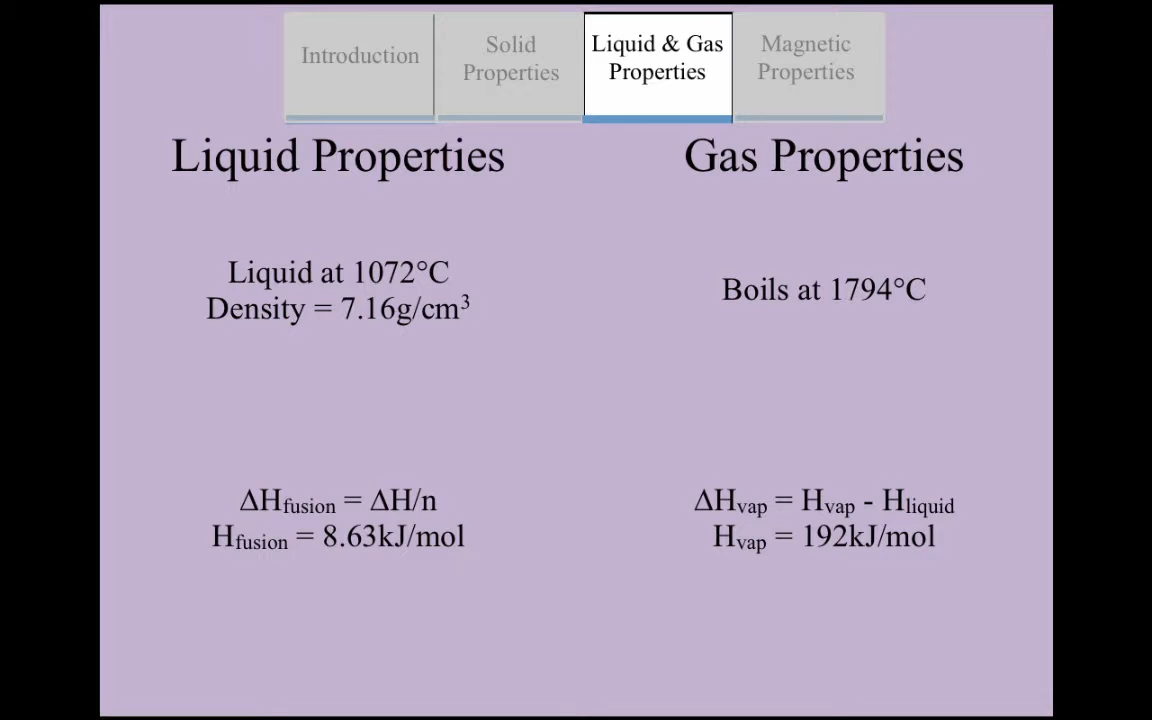 Introduction
Solid
Properties
Liquid & Gas
Properties
Magnetic
Properties
Liquid Properties
Liquid at 1072°C
Density = 7.16g/cm³
ΔHfusion = ΔH/n
Hfusion = 8.63kJ/mol
Gas Properties
Boils at 1794°C
ΔHvap = Hvap - Hliquid
Hvap = 192kJ/mol